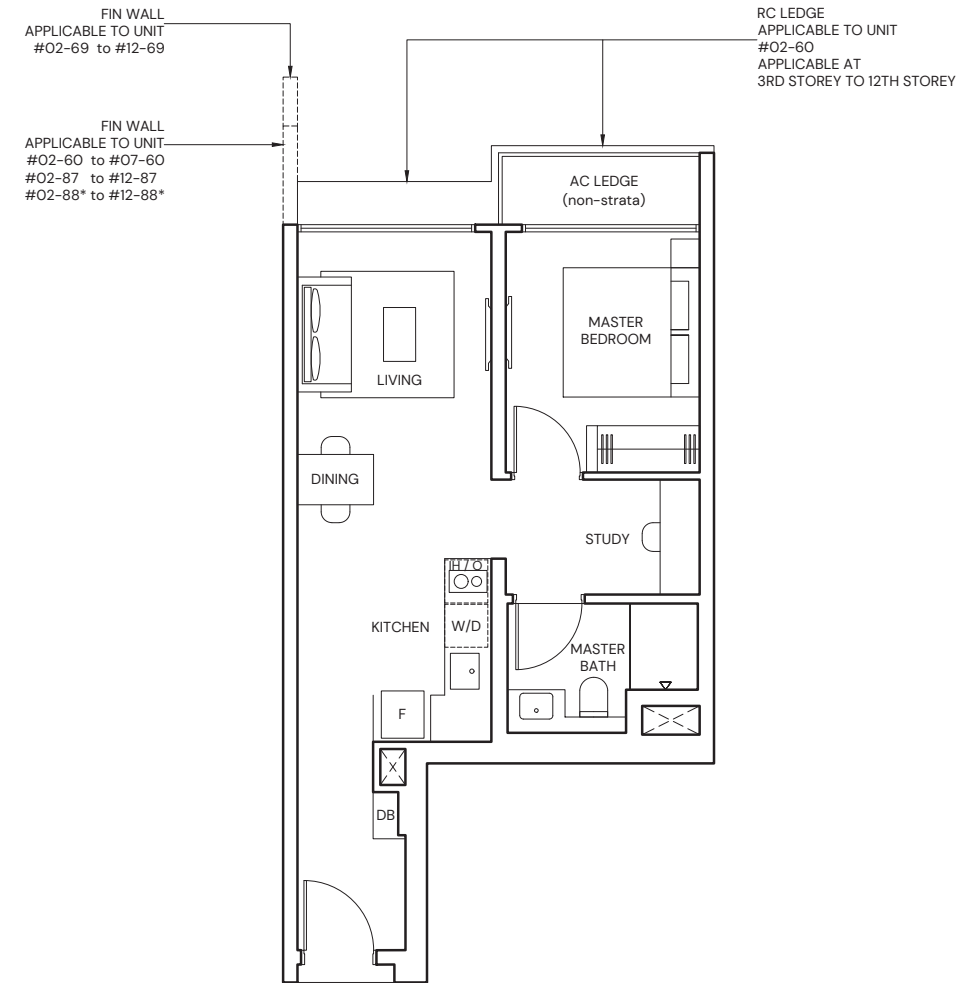 FIN WALL
APPLICABLE TO UNIT
#02-69 to #12-69
RC LEDGE
APPLICABLE TO UNIT
#02-60
APPLICABLE AT
3RD STOREY TO 12TH STOREY
FIN WALL
APPLICABLE TO UNIT
#02-60 to #07-60
#02-87 to #12-87
#02-88* to #12-88*
AC LEDGE
(non-strata)
MASTER
BEDROOM
LIVING
DINING
STUDY
H / O
KITCHEN
W/D
MASTER
BATH
F
X
DB